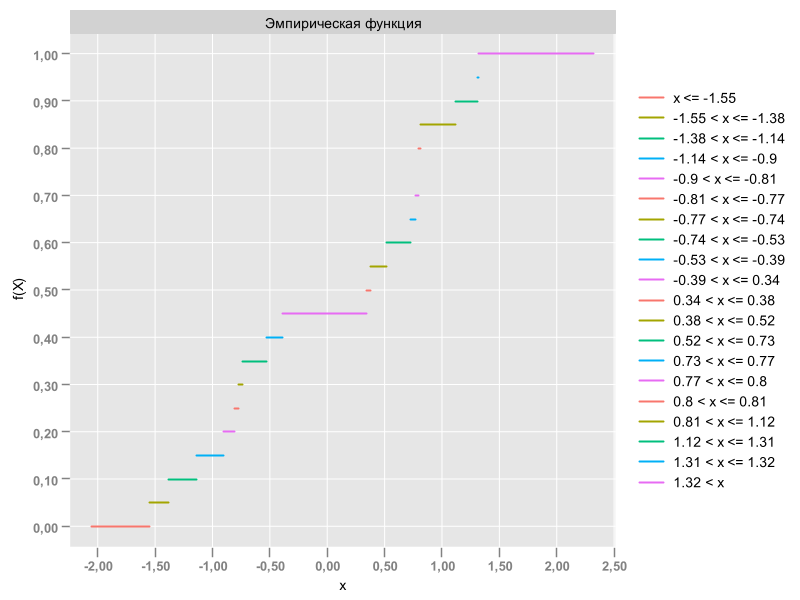 Эмпирическая функция
1,00
0,90
0,80
0,70
0,60
0,50
0,40
0,30
0,20
0,10
0,00
f(X)
-2,00 -1,50 -1,00 -0,50 0,00 0,50 1,00 1,50 2,00 2,50
x
x <= -1.55
-1.55 < x <= -1.38
-1.38 < x <= -1.14
-1.14 < x <= -0.9
-0.9 < x <= -0.81
-0.81 < x <= -0.77
-0.77 < x <= -0.74
-0.74 < x <= -0.53
-0.53 < x <= -0.39
-0.39 < x <= 0.34
0.34 < x <= 0.38
0.38 < x <= 0.52
0.52 < x <= 0.73
0.73 < x <= 0.77
0.77 < x <= 0.8
0.8 < x <= 0.81
0.81 < x <= 1.12
1.12 < x <= 1.31
1.31 < x <= 1.32
1.32 < x